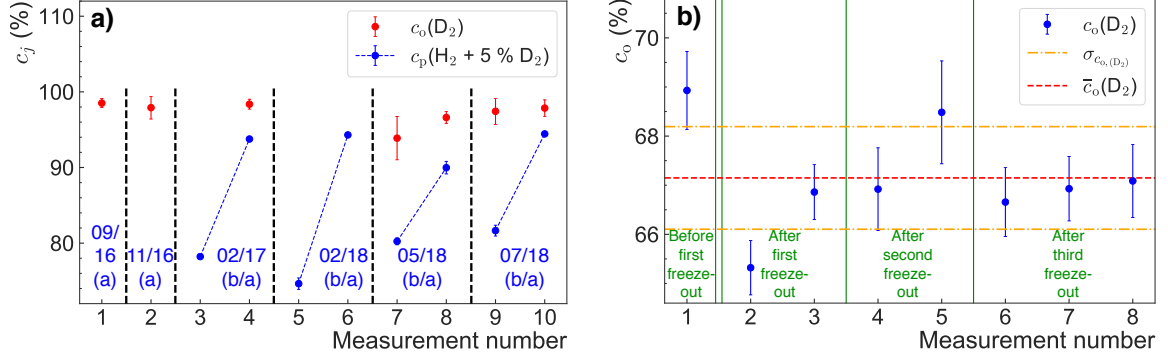 a)
c_j (%)
110
100
90
80
c_o(D_2)
c_p(H_2 + 5 % D_2)
09/
16
(a)
11/16
(a)
02/17
(b/a)
02/18
(b/a)
05/18
(b/a)
07/18
(b/a)
1 2 3 4 5 6 7 8 9 10
Measurement number
b)
c_o (%)
70
68
66
c_o(D_2)
σ_{c_{o,(D_2)}}
c̅_o(D_2)
Before
first
freeze-
out
After
first
freeze-
out
After
second
freeze-
out
After
third
freeze-
out
1 2 3 4 5 6 7 8
Measurement number